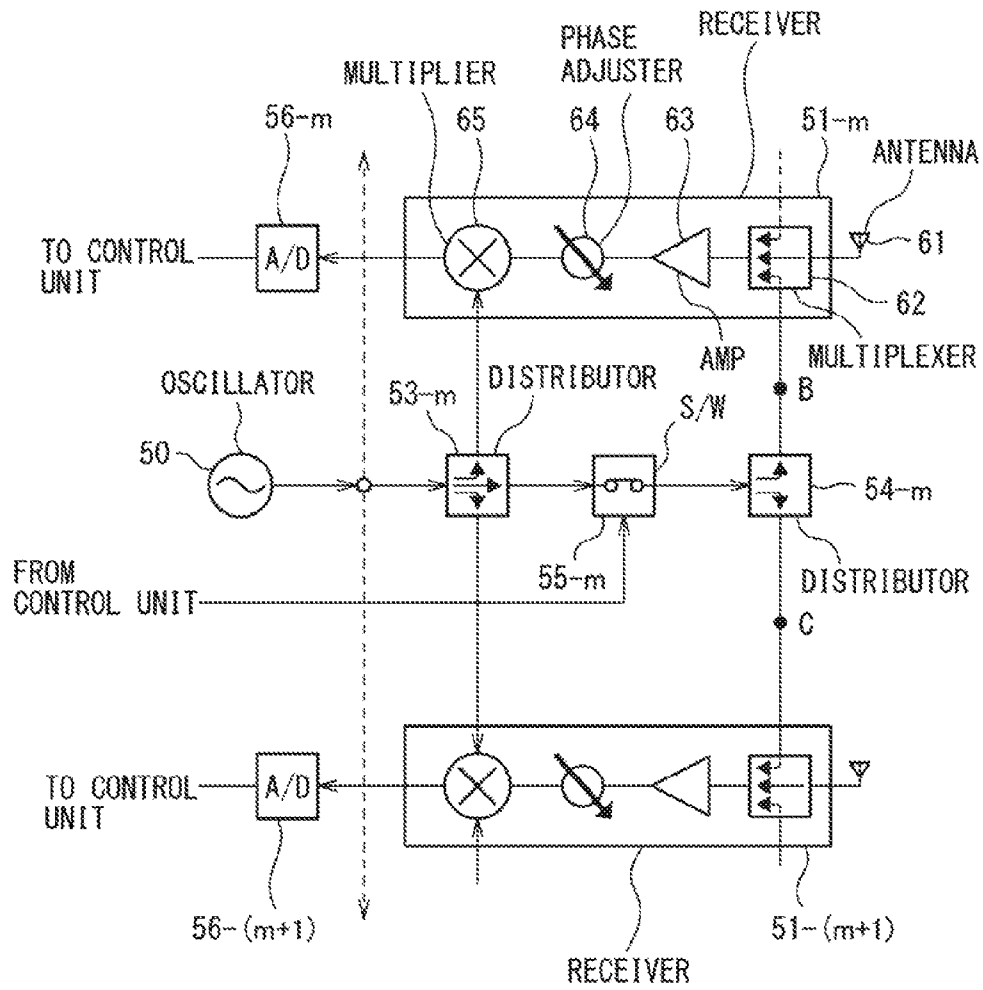 RECEIVER
PHASE
ADJUSTER
MULTIPLIER
56-m
65
64
63
51-m
ANTENNA
TO CONTROL
UNIT
A/D
61
62
AMP
MULTIPLEXER
OSCILLATOR
53-m
DISTRIBUTOR
S/W
B
50
54-m
55-m
FROM
CONTROL UNIT
DISTRIBUTOR
C
TO CONTROL
UNIT
A/D
56-(m+1)
51-(m+1)
RECEIVER